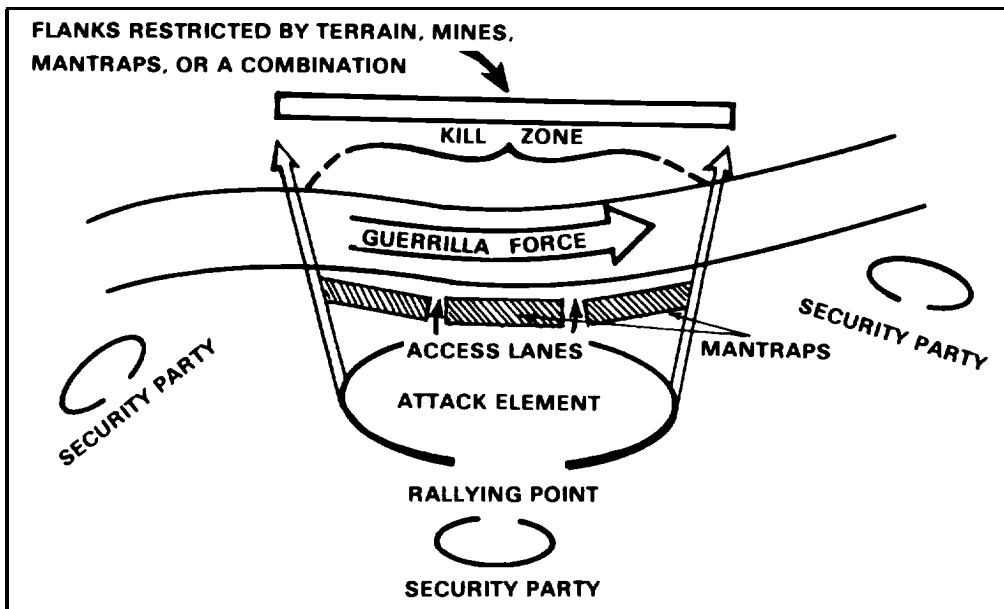 FLANKS RESTRICTED BY TERRAIN, MINES,
MANTRAPS, OR A COMBINATION
KILL ZONE
GUERRILLA FORCE
SECURITY PARTY
ACCESS LANES
MANTRAPS
SECURITY PARTY
ATTACK ELEMENT
RALLYING POINT
SECURITY PARTY